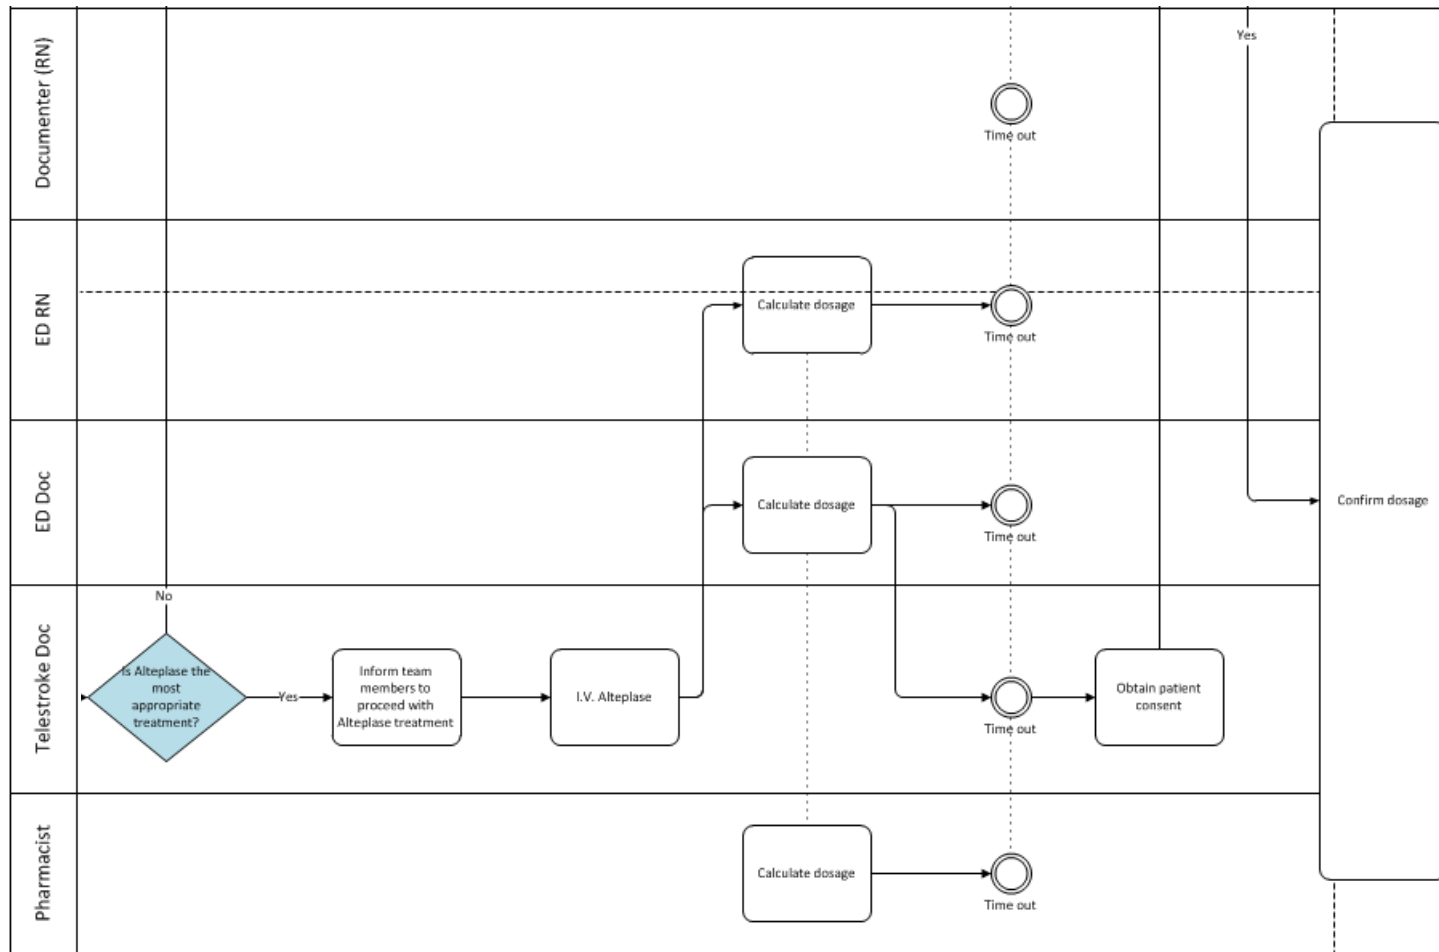 Documenter (RN)
Yes
Time out
ED RN
Calculate dosage
Time out
ED Doc
Calculate dosage
Time out
Confirm dosage
Telestroke Doc
No
Is Alteplase the
most
appropriate
treatment?
Yes
Inform team
members to
proceed with
Alteplase treatment
I.V. Alteplase
Time out
Obtain patient
consent
Pharmacist
Calculate dosage
Time out